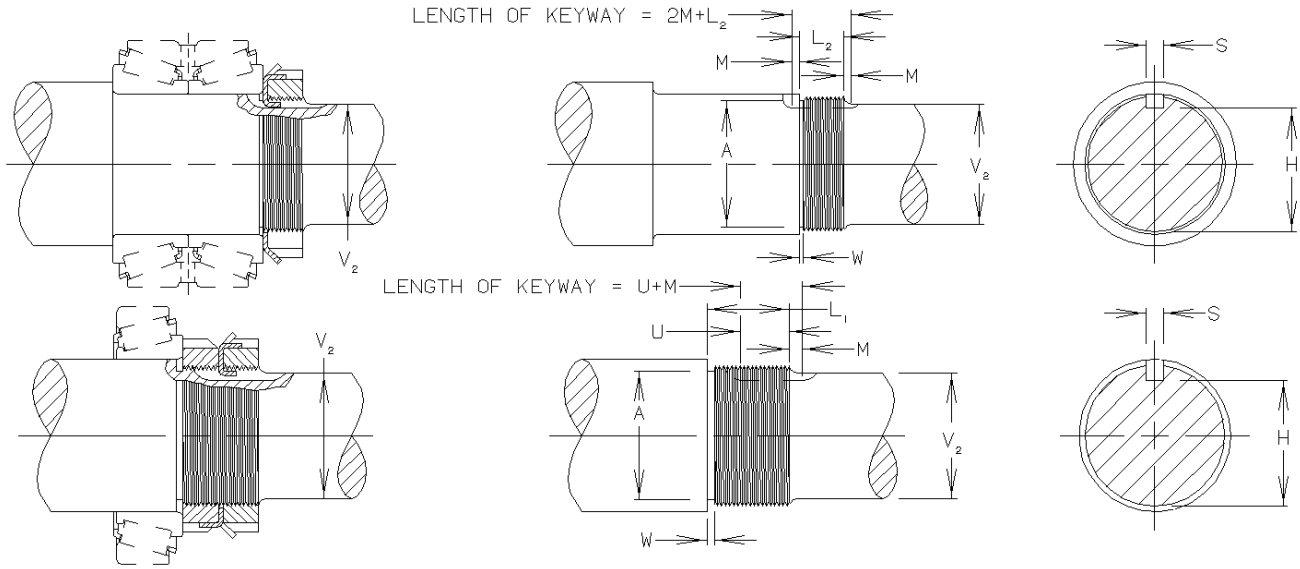 LENGTH OF KEYWAY = 2M+L₂
L₂
S
M
M
A
V₂
H
V₂
W
LENGTH OF KEYWAY = U+M
L₁
S
V₂
U
M
A
V₂
H
W